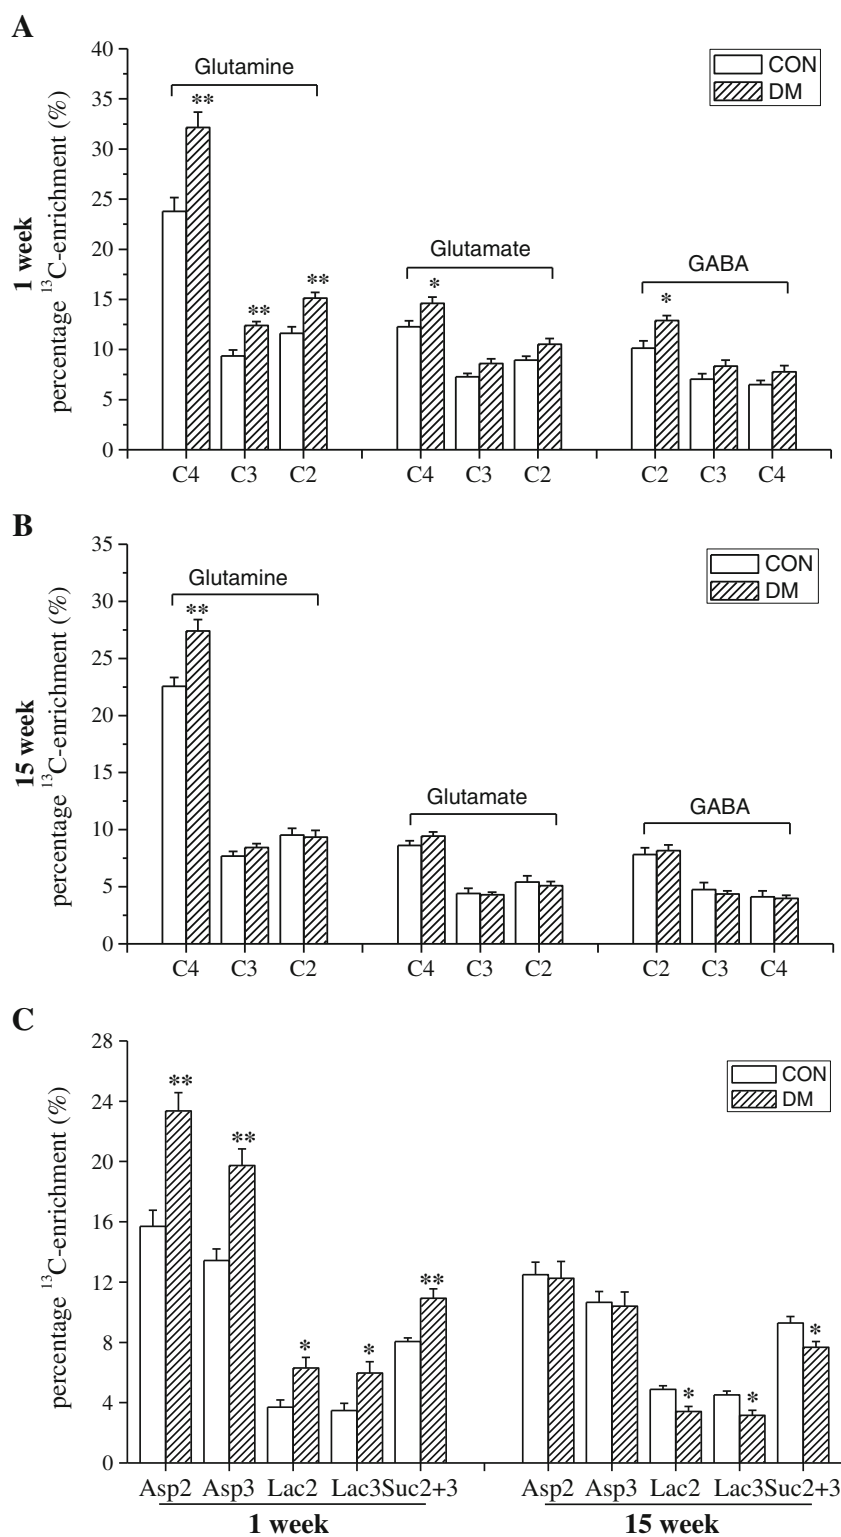 A
40
35
30
25
20
15
10
5
0
1 week
percentage ¹³C-enrichment (%)
CON
DM
Glutamine
**
**
**
Glutamate
*
GABA
*
C4 C3 C2 C4 C3 C2 C2 C3 C4
B
35
30
25
20
15
10
5
0
15 week
percentage ¹³C-enrichment (%)
CON
DM
Glutamine
**
Glutamate
GABA
C4 C3 C2 C4 C3 C2 C2 C3 C4
C
28
24
20
16
12
8
4
0
percentage ¹³C-enrichment (%)
CON
DM
**
**
*
*
**
*
*
*
Asp2 Asp3 Lac2 Lac3 Suc2+3 Asp2 Asp3 Lac2 Lac3 Suc2+3
1 week 15 week